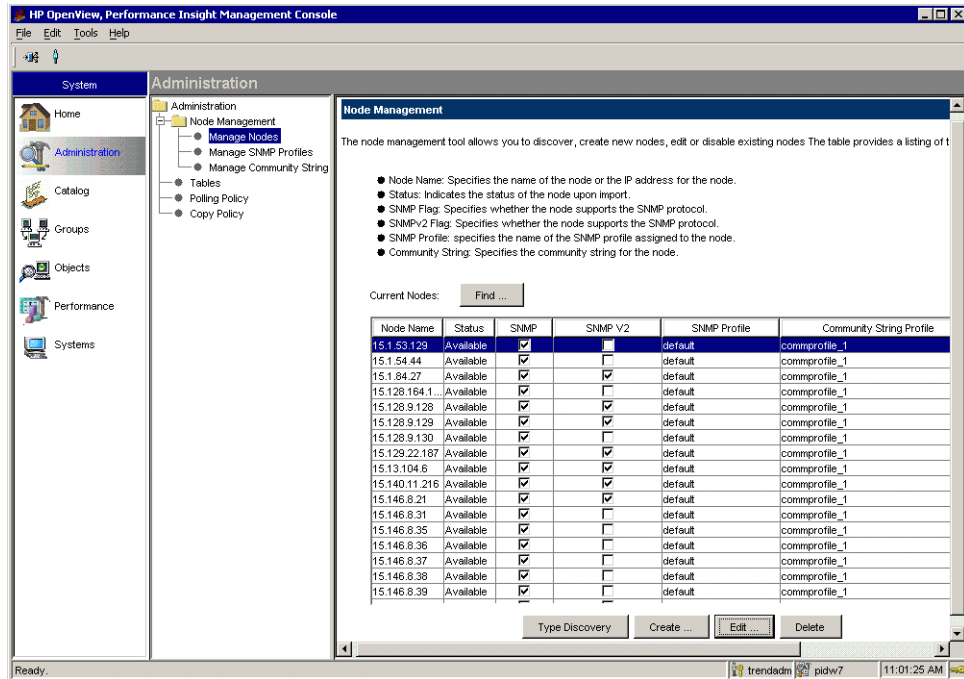 HP OpenView, Performance Insight Management Console
File Edit Tools Help
System
Home
Administration
Catalog
Groups
Objects
Performance
Systems
Administration
Administration
Node Management
Manage Nodes
Manage SNMP Profiles
Manage Community String
Tables
Polling Policy
Copy Policy
Node Management
The node management tool allows you to discover, create new nodes, edit or disable existing nodes The table provides a listing of t
Node Name: Specifies the name of the node or the IP address for the node.
Status: Indicates the status of the node upon import.
SNMP Flag: Specifies whether the node supports the SNMP protocol.
SNMPv2 Flag: Specifies whether the node supports the SNMP protocol.
SNMP Profile: specifies the name of the SNMP profile assigned to the node.
Community String: Specifies the community string for the node.
Current Nodes: Find ...
Node Name Status SNMP SNMP V2 SNMP Profile Community String Profile
15.1.53.129 Available default commprofile_1
15.1.54.44 Available default commprofile_1
15.1.84.27 Available default commprofile_1
15.128.164.1... Available default commprofile_1
15.128.9.128 Available default commprofile_1
15.128.9.129 Available default commprofile_1
15.128.9.130 Available default commprofile_1
15.129.22.187 Available default commprofile_1
15.13.104.6 Available default commprofile_1
15.140.11.216 Available default commprofile_1
15.146.8.21 Available default commprofile_1
15.146.8.31 Available default commprofile_1
15.146.8.35 Available default commprofile_1
15.146.8.36 Available default commprofile_1
15.146.8.37 Available default commprofile_1
15.146.8.38 Available default commprofile_1
15.146.8.39 Available default commprofile_1
Type Discovery Create ... Edit ... Delete
Ready. trendadm pidw7 11:01:25 AM